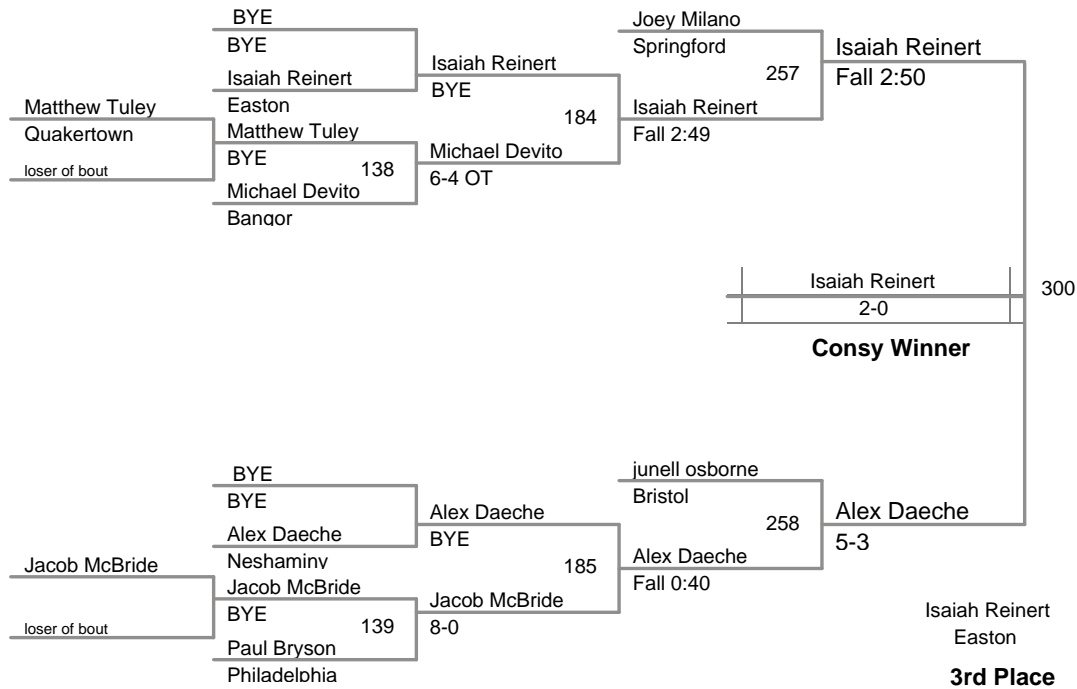 BYE
BYE
Joey Milano
Springford
Isaiah Reinert
Fall 2:50
Isaiah Reinert
Easton
Isaiah Reinert
BYE
257
184
Matthew Tuley
Quakertown
Matthew Tuley
BYE
Isaiah Reinert
Fall 2:49
loser of bout
138
Michael Devito
6-4 OT
Michael Devito
Bangor
Isaiah Reinert
300
2-0
Consy Winner
BYE
BYE
junell osborne
Bristol
Alex Daeche
BYE
258
Alex Daeche
5-3
Alex Daeche
Neshaminy
Jacob McBride
185
Alex Daeche
Fall 0:40
Jacob McBride
BYE
Jacob McBride
8-0
loser of bout
139
Paul Bryson
Philadelphia
Isaiah Reinert
Easton
3rd Place